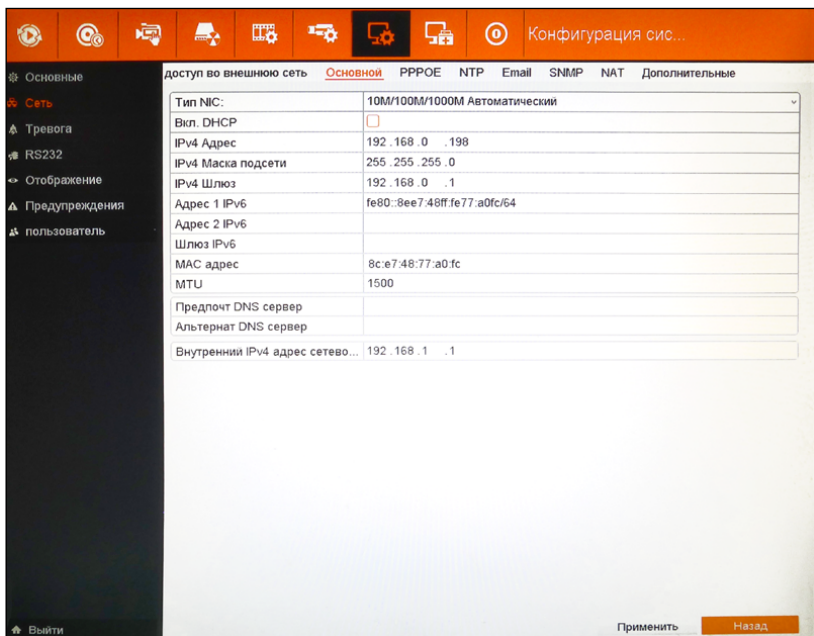 Конфигурация сис...
Основные
Сеть
Тревога
RS232
Отображение
Предупреждения
пользователь
Выйти
доступ во внешнюю сеть Основной PPPOE NTP Email SNMP NAT Дополнительные
Тип NIC: 10M/100M/1000M Автоматический
Вкл. DHCP
IPv4 Адрес 192.168.0 .198
IPv4 Маска подсети 255.255.255.0
IPv4 Шлюз 192.168.0 .1
Адрес 1 IPv6 fe80::8ee7:48ff:fe77:a0fc/64
Адрес 2 IPv6
Шлюз IPv6
MAC адрес 8c:e7:48:77:a0:fc
MTU 1500
Предпочт DNS сервер
Альтернат DNS сервер
Внутренний IPv4 адрес сетево... 192.168.1 .1
Применить Назад